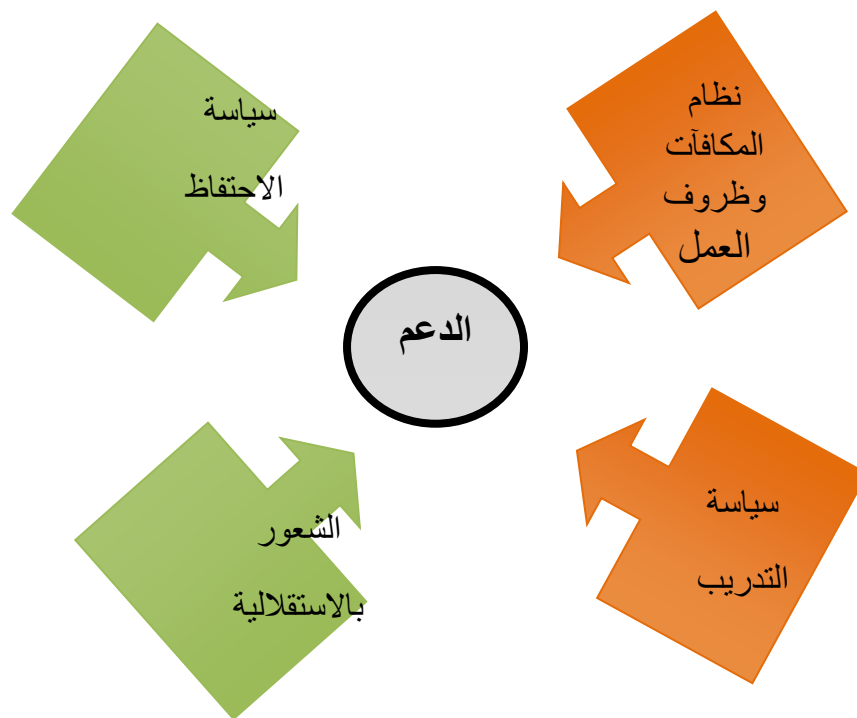 نظام
المكافآت
وظروف
العمل
سياسة
الاحتفاظ
الدعم
سياسة
التدريب
الشعور
بالاستقلالية